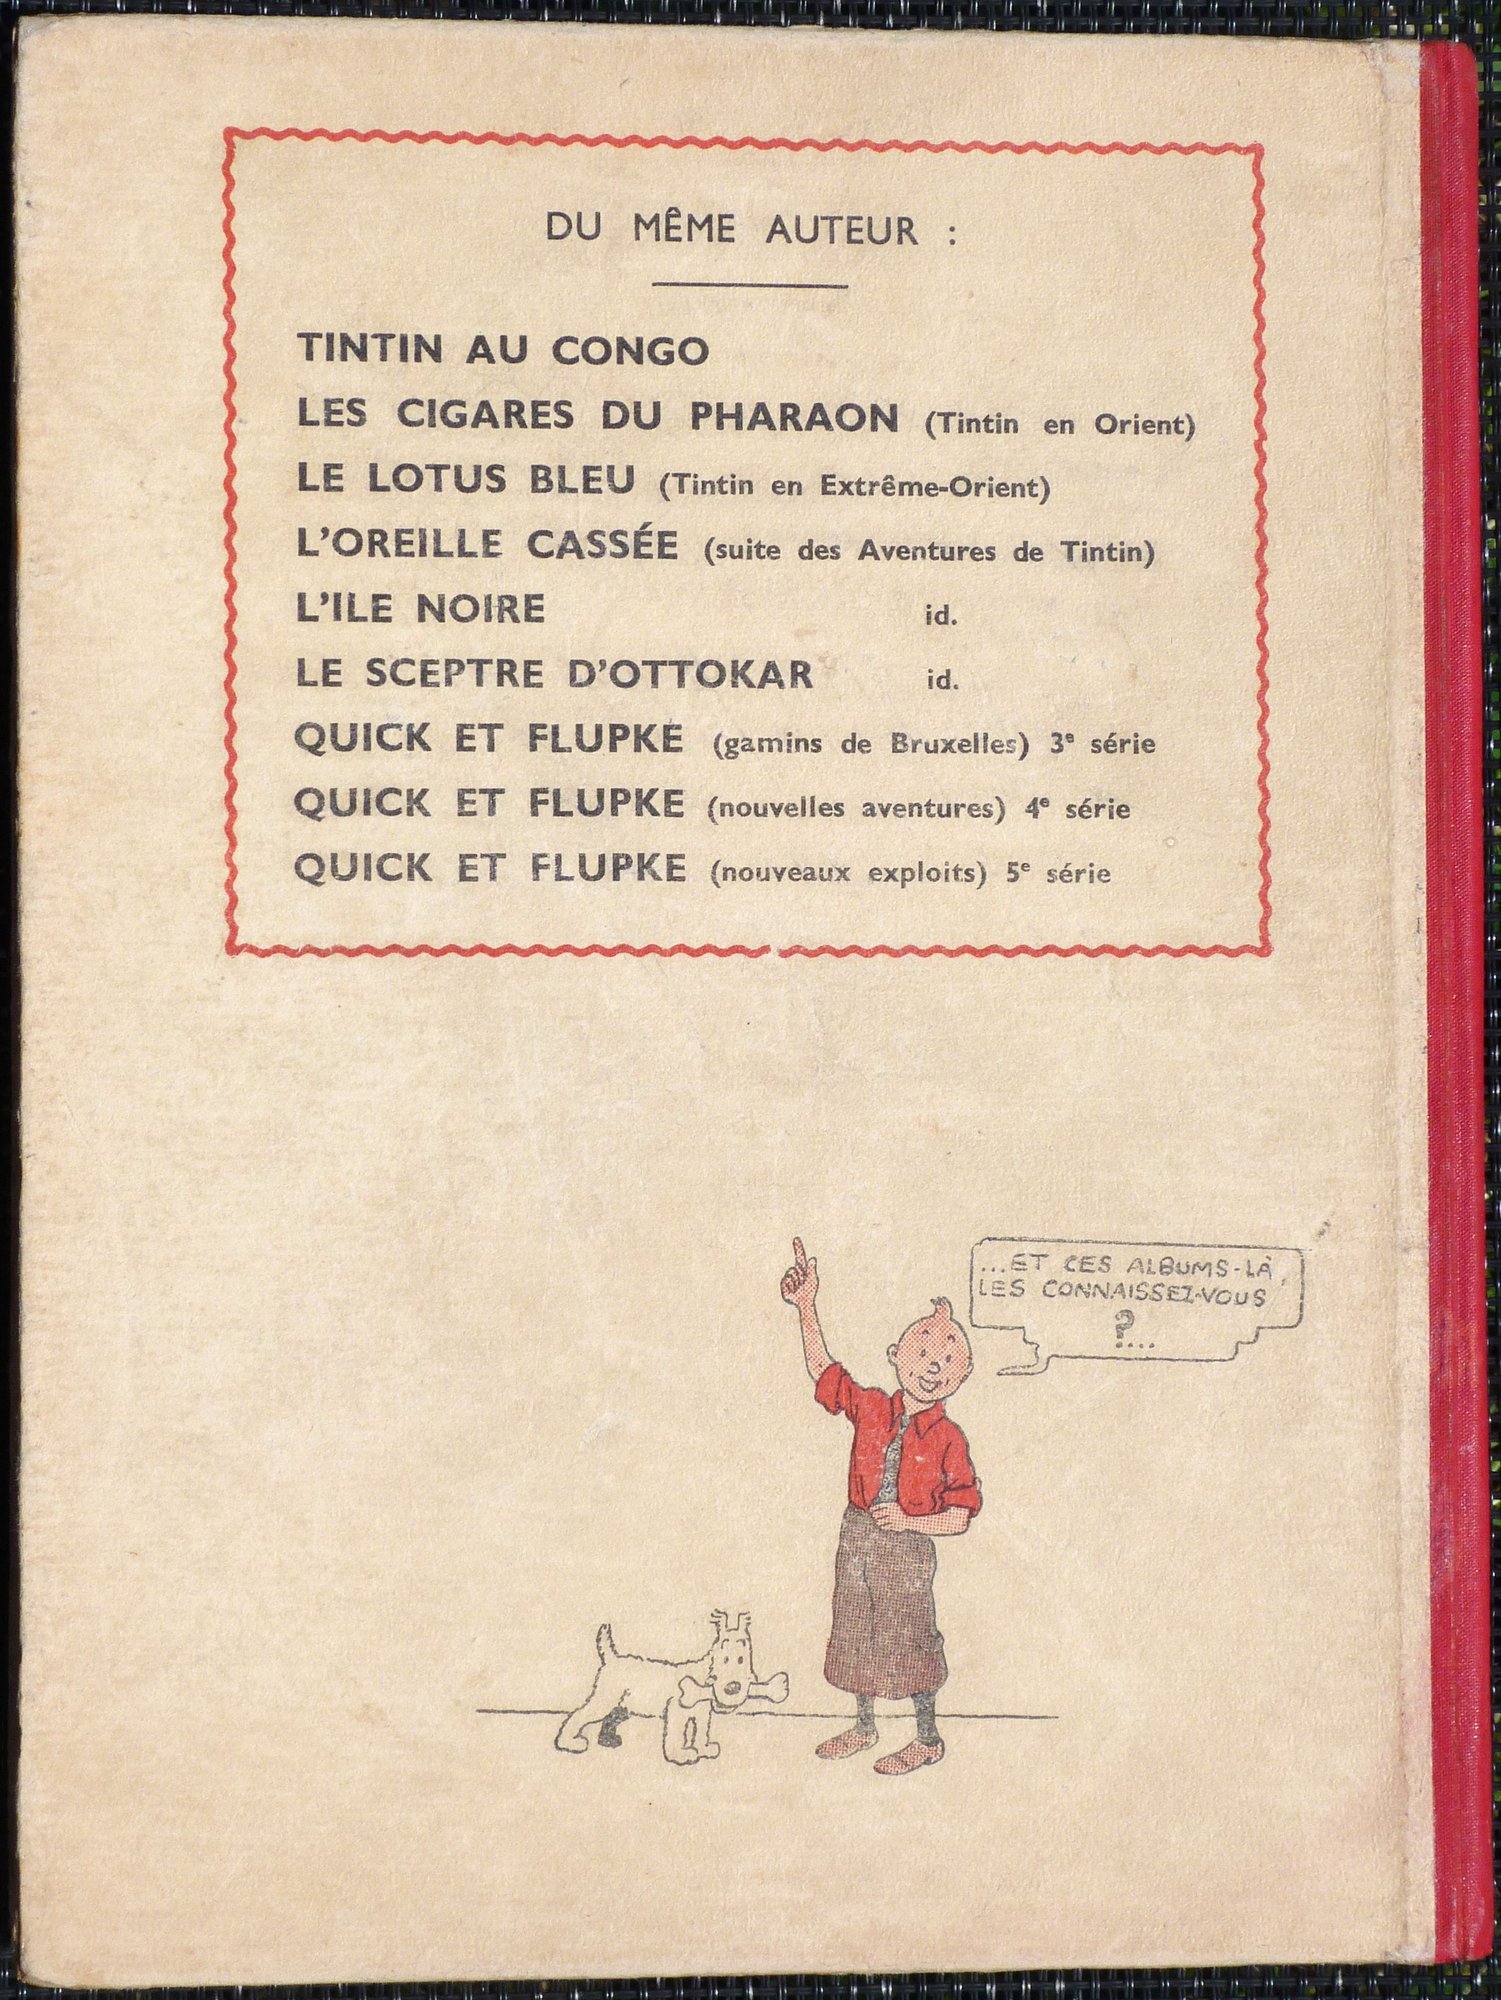 DU MÊME AUTEUR :
TINTIN AU CONGO
LES CIGARES DU PHARAON (Tintin en Orient)
LE LOTUS BLEU (Tintin en Extrême-Orient)
L'OREILLE CASSÉE (suite des Aventures de Tintin)
L'ILE NOIRE id.
LE SCEPTRE D'OTTOKAR id.
QUICK ET FLUPKE (gamins de Bruxelles) 3e série
QUICK ET FLUPKE (nouvelles aventures) 4e série
QUICK ET FLUPKE (nouveaux exploits) 5e série
...ET CES ALBUMS-LÀ,
LES CONNAISSEZ-VOUS
?...